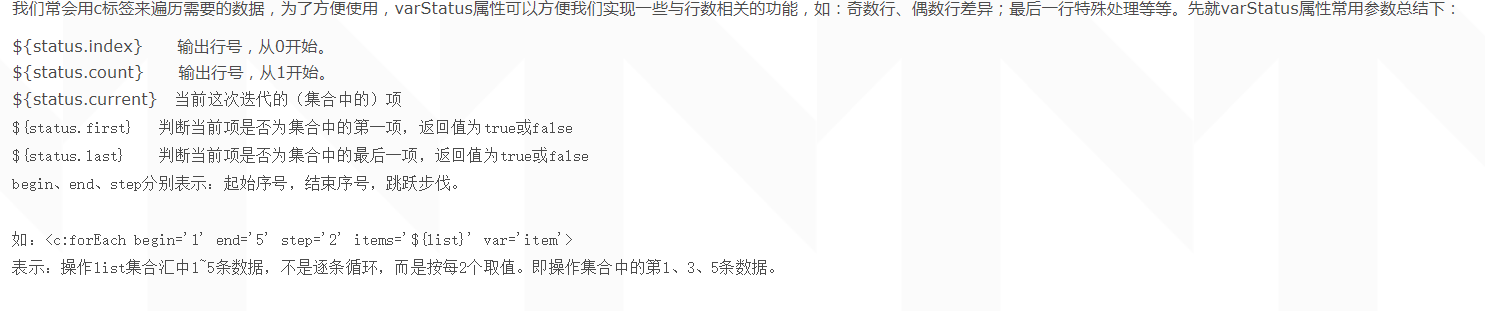 我们常会用c标签来遍历需要的数据，为了方便使用，varStatus属性可以方便我们实现一些与行数相关的功能，如：奇数行、偶数行差异；最后一行特殊处理等等。先就varStatus属性常用参数总结下：
${status.index} 输出行号，从0开始。
${status.count} 输出行号，从1开始。
${status.current} 当前这次迭代的（集合中的）项
${status.first} 判断当前项是否为集合中的第一项，返回值为true或false
${status.last} 判断当前项是否为集合中的最后一项，返回值为true或false
begin、end、step分别表示：起始序号，结束序号，跳跃步伐。
如：<c:forEach begin='1' end='5' step='2' items='${list}' var='item'>
表示：操作list集合汇中1~5条数据，不是逐条循环，而是按每2个取值。即操作集合中的第1、3、5条数据。